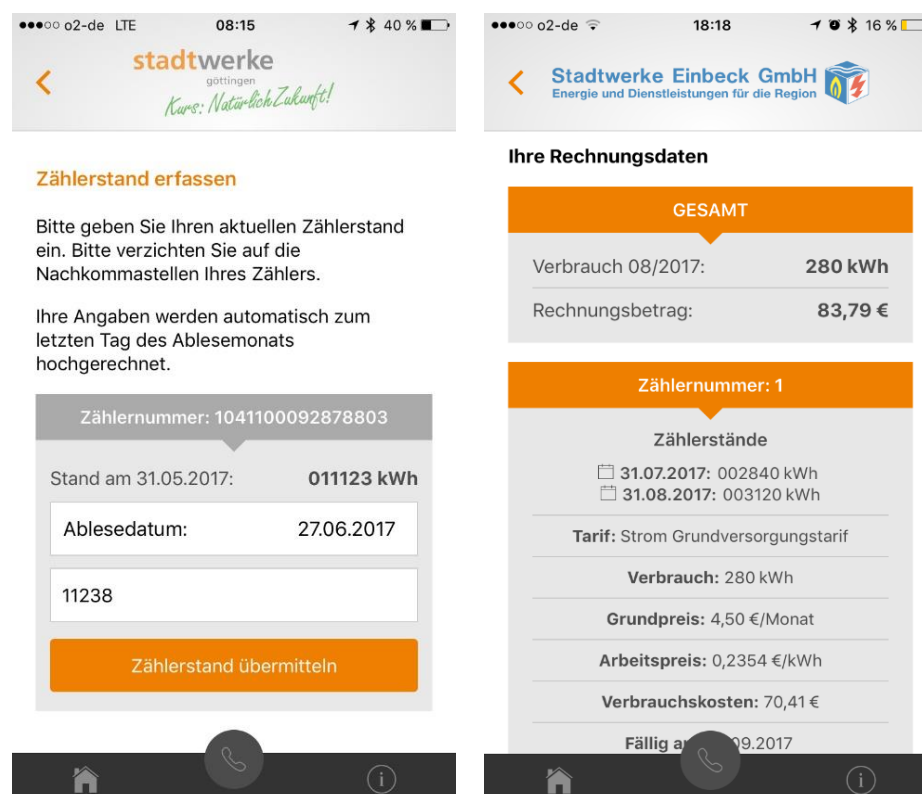 o2-de LTE 08:15 40 %
stadtwerke
göttingen
Kurs: Natürlich Zukunft!
Zählerstand erfassen
Bitte geben Sie Ihren aktuellen Zählerstand
ein. Bitte verzichten Sie auf die
Nachkommastellen Ihres Zählers.
Ihre Angaben werden automatisch zum
letzten Tag des Ablesemonats
hochgerechnet.
Zählernummer: 1041100092878803
Stand am 31.05.2017: 011123 kWh
Ablesedatum: 27.06.2017
11238
Zählerstand übermitteln
o2-de 18:18 16 %
Stadtwerke Einbeck GmbH
Energie und Dienstleistungen für die Region
Ihre Rechnungsdaten
GESAMT
Verbrauch 08/2017: 280 kWh
Rechnungsbetrag: 83,79 €
Zählernummer: 1
Zählerstände
31.07.2017: 002840 kWh
31.08.2017: 003120 kWh
Tarif: Strom Grundversorgungstarif
Verbrauch: 280 kWh
Grundpreis: 4,50 €/Monat
Arbeitspreis: 0,2354 €/kWh
Verbrauchskosten: 70,41 €
Fällig 09.2017